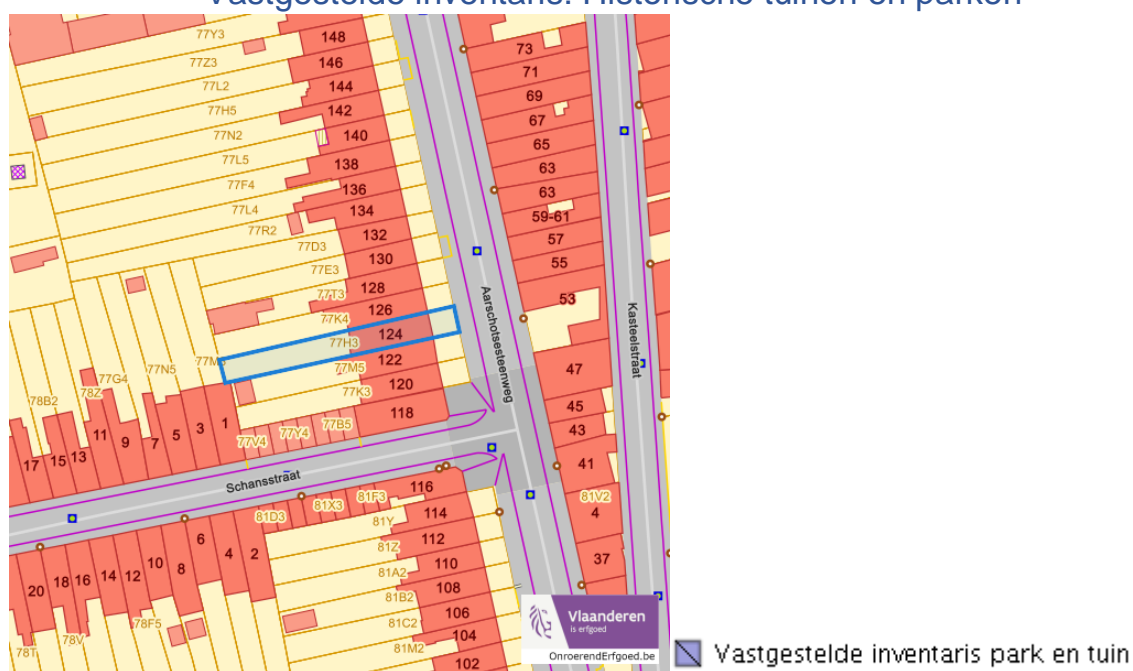 Vastgestelde inventaris: Historische tuinen en parken
77Y3
148
73
77Z3
146
71
77L2
144
69
77H5
142
67
77N2
140
65
77L5
138
63
77F4
136
63
77L4
134
59-61
77R2
132
57
77D3
130
55
77E3
128
53
77T3
126
77K4
124
77H3
122
47
77M5
120
77K3
118
45
43
41
Aarschotsesteenweg
Kasteelstraat
78B2
78Z
77G4
77N5
17
15
13
11
9
7
5
3
1
77V4
77Y4
77B5
Schansstraat
116
81V2
4
81D3
81X3
81F3
81Y
114
81Z
112
37
81A2
110
81B2
108
81C2
106
104
81M2
102
20
18
16
14
12
10
8
6
4
2
78F5
78V
78T
Vlaanderen
is erfgoed
OnroerendErfgoed.be
Vastgestelde inventaris park en tuin